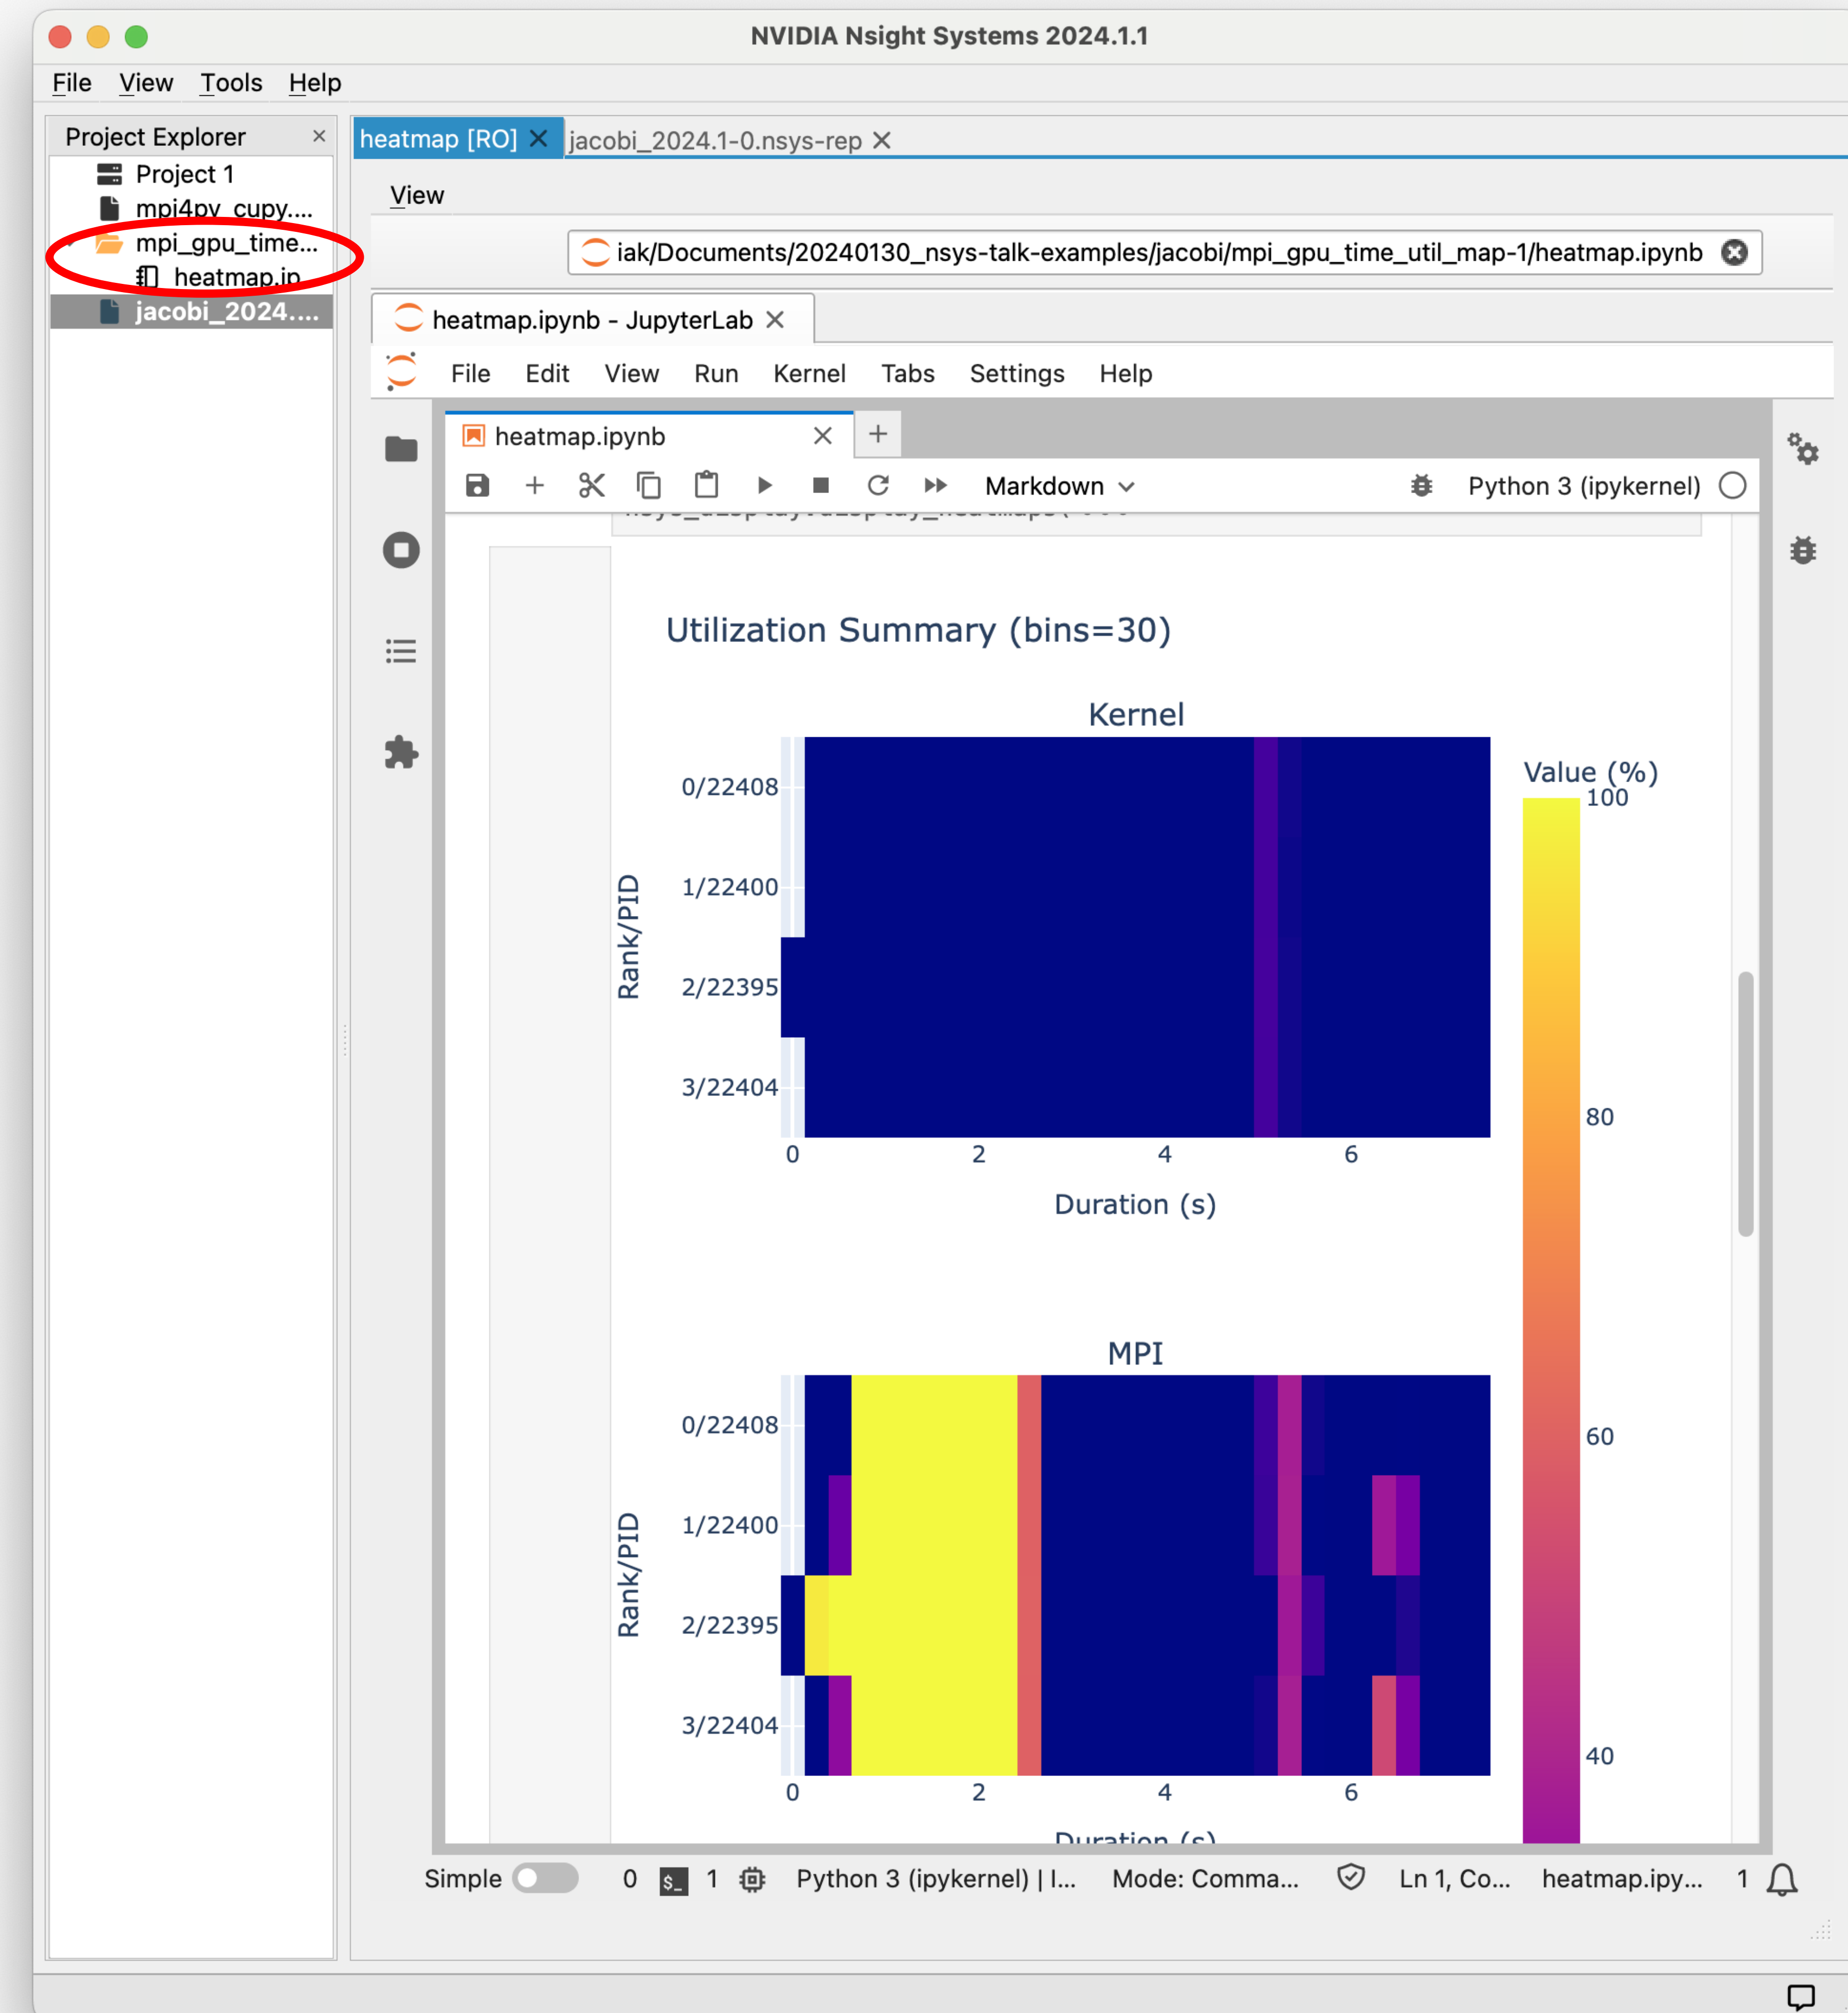 NVIDIA Nsight Systems 2024.1.1
File View Tools Help
Project Explorer
Project 1
mpi4py_cupy....
mpi_gpu_time...
heatmap.ip
jacobi_2024....
heatmap [RO] jacobi_2024.1-0.nsys-rep
View
iak/Documents/20240130_nsys-talk-examples/jacobi/mpi_gpu_time_util_map-1/heatmap.ipynb
heatmap.ipynb - JupyterLab
File Edit View Run Kernel Tabs Settings Help
heatmap.ipynb
Markdown Python 3 (ipykernel)
Utilization Summary (bins=30)
Kernel
Value (%)
100
80
60
40
Rank/PID
0/22408
1/22400
2/22395
3/22404
0 2 4 6
Duration (s)
MPI
Rank/PID
0/22408
1/22400
2/22395
3/22404
0 2 4 6
Duration (s)
Simple 0 $_ 1 Python 3 (ipykernel) | I... Mode: Comma... Ln 1, Co... heatmap.ipy... 1